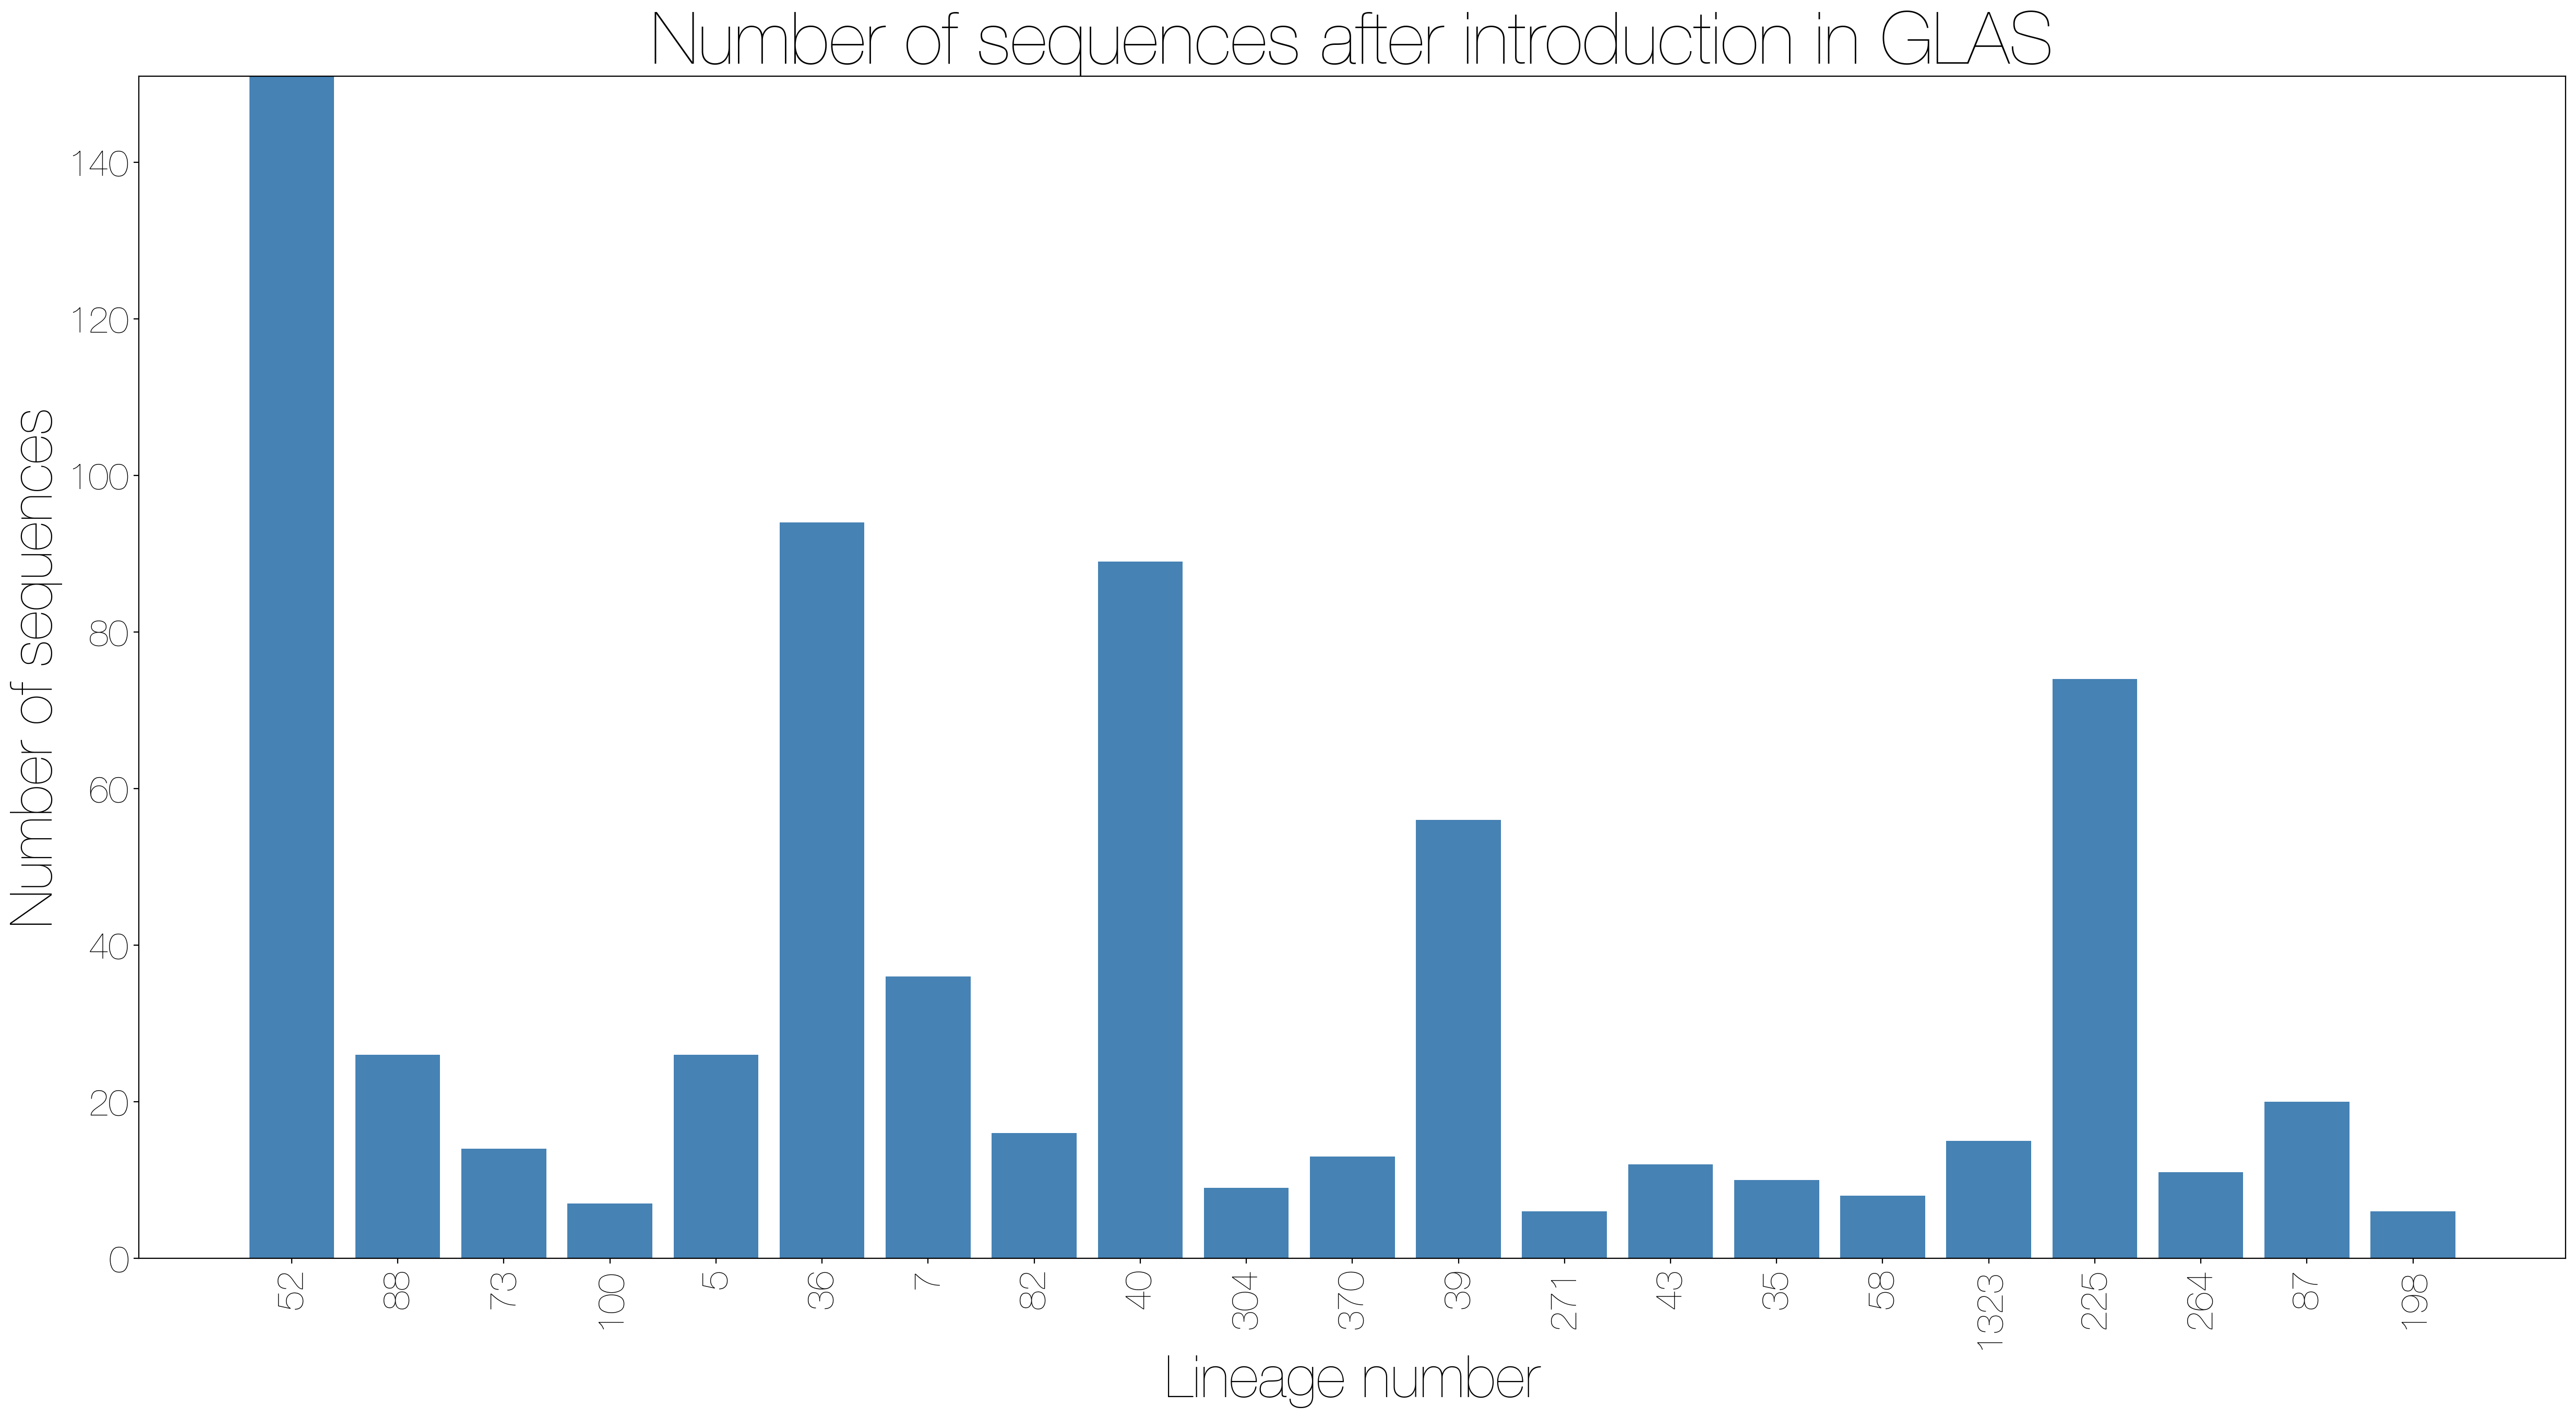 Number of sequences after introduction in GLAS
Number of sequences
140
120
100
80
60
40
20
0
52 88 73 100 5 36 7 82 40 304 370 39 271 43 35 58 1323 225 264 87 198
Lineage number